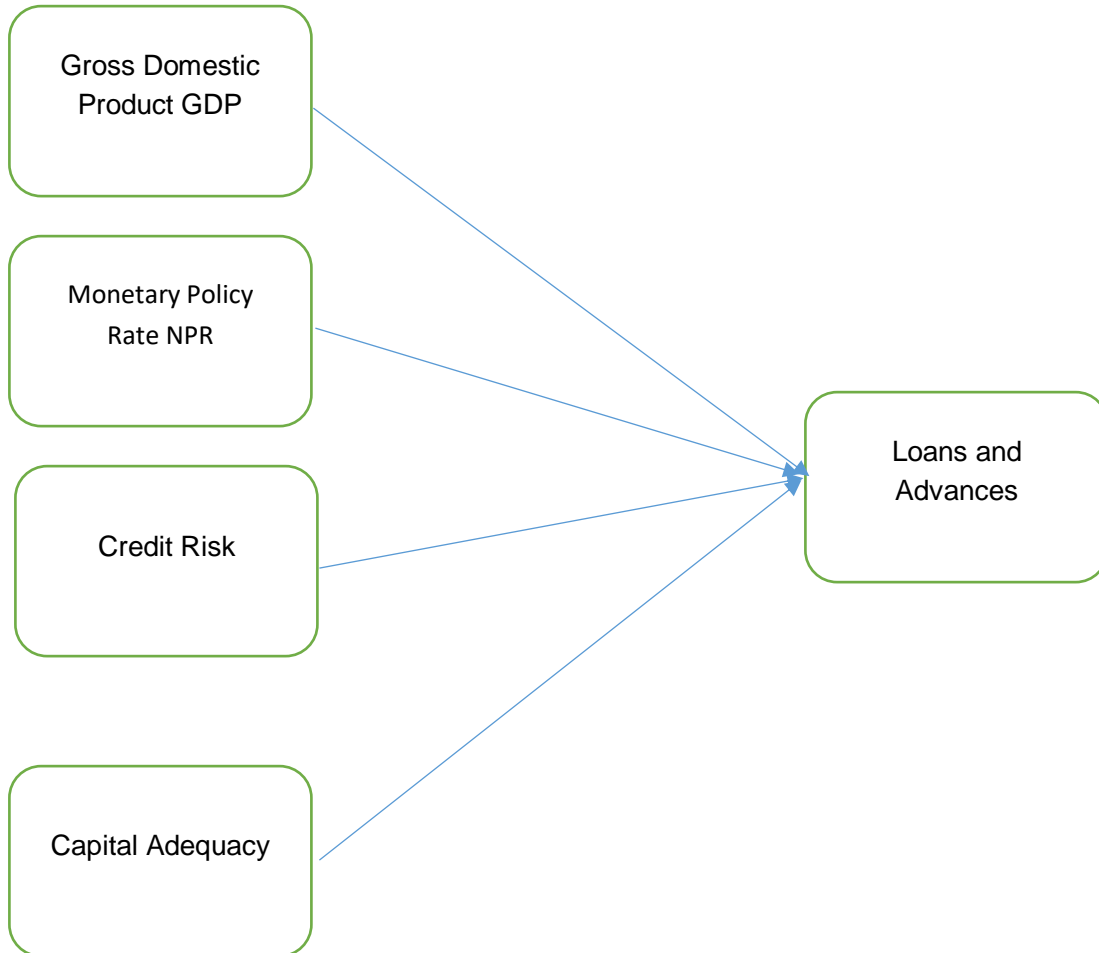 Gross Domestic
Product GDP
Monetary Policy
Rate NPR
Credit Risk
Capital Adequacy
Loans and
Advances